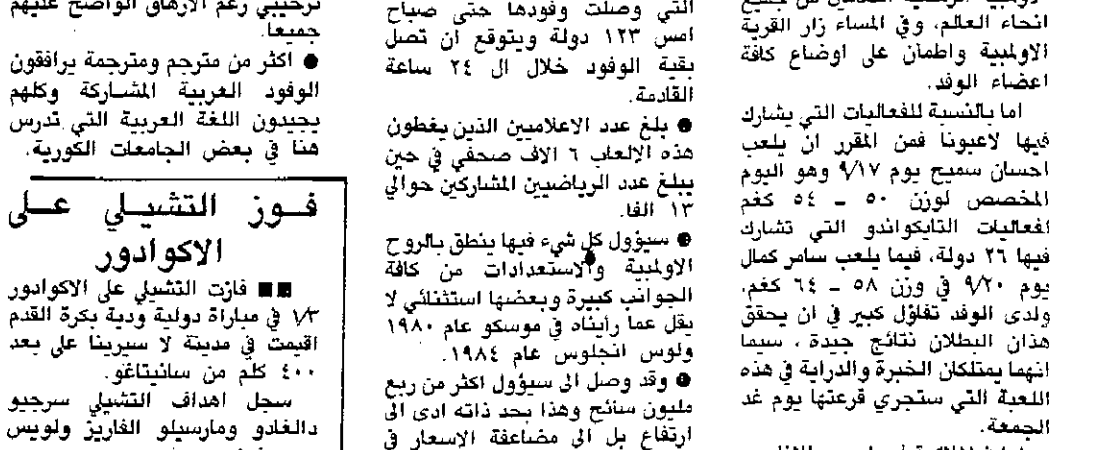 انحاء العالم، وفي المساء زار القرية
الاولمبية واطمان على اوضاع كافة
اعضاء الوفد.
اما بالنسبة للفعاليات التي يشارك
فيها لاعبونا فمن المقرر ان يلعب
احسان سميح يوم ٩/١٧ وهو اليوم
المخصص لوزن ٥٠ ــ ٥٤ كغم
لفعاليات التايكواندو التي تشارك
فيها ٢٦ دولة، فيما يلعب سامر كمال
يوم ٩/٢٠ في وزن ٥٨ ــ ٦٤ كغم.
ولدى الوفد تفاؤل كبير في ان يحقق
هذان البطلان نتائج جيدة ، سيما
انهما يمتلكان الخبرة والدراية في هذه
اللعبة التي ستجري قرعتها يوم غد
الجمعة.
التي وصلت وفودها حتى صباح
امس ١٢٣ دولة ويتوقع ان تصل
بقية الوفود خلال ال ٢٤ ساعة
القادمة.
● بلغ عدد الاعلاميين الذين يغطون
هذه الالعاب ٦ الاف صحفي في حين
يبلغ عدد الرياضيين المشاركين حوالي
١٣ الفا.
● سيؤول كل شيء فيها ينطق بالروح
الاولمبية والاستعدادات من كافة
الجوانب كبيرة وبعضها استثنائي لا
يقل عما رأيناه في موسكو عام ١٩٨٠
ولوس انجلوس عام ١٩٨٤.
● وقد وصل الى سيؤول اكثر من ربع
مليون سائح وهذا بحد ذاته ادى الى
ارتفاع بل الى مضاعفة الاسعار في
ترحيبي رغم الارهاق الواضح عليهم
جميعا.
● اكثر من مترجم ومترجمة يرافقون
الوفود العربية المشاركة وكلهم
يجيدون اللغة العربية التي تدرس
هنا في بعض الجامعات الكورية.
فـوز التشيـلـي عـلـى
الاكوادور
■■ فازت التشيلي على الاكوادور
١/٣ في مباراة دولية ودية بكرة القدم
اقيمت في مدينة لا سيرينا على بعد
٤٠٠ كلم من سانيتاغو.
سجل اهداف التشيلي سرجيو
دالغادو ومارسيلو الفاريز ولويس